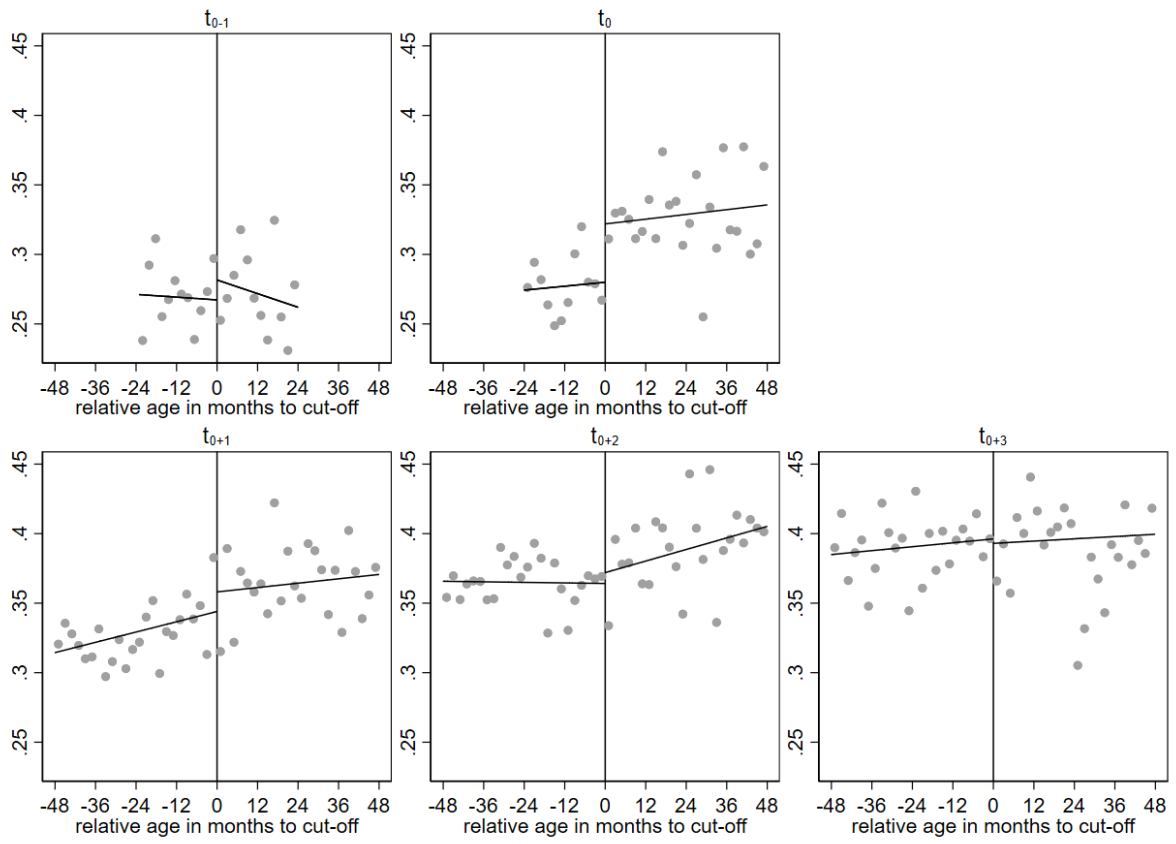 t0-1
.45
.4
.35
.3
.25
-48 -36 -24 -12 0 12 24 36 48
relative age in months to cut-off
t0
.45
.4
.35
.3
.25
-48 -36 -24 -12 0 12 24 36 48
relative age in months to cut-off
t0+1
.45
.4
.35
.3
.25
-48 -36 -24 -12 0 12 24 36 48
relative age in months to cut-off
t0+2
.45
.4
.35
.3
.25
-48 -36 -24 -12 0 12 24 36 48
relative age in months to cut-off
t0+3
.45
.4
.35
.3
.25
-48 -36 -24 -12 0 12 24 36 48
relative age in months to cut-off